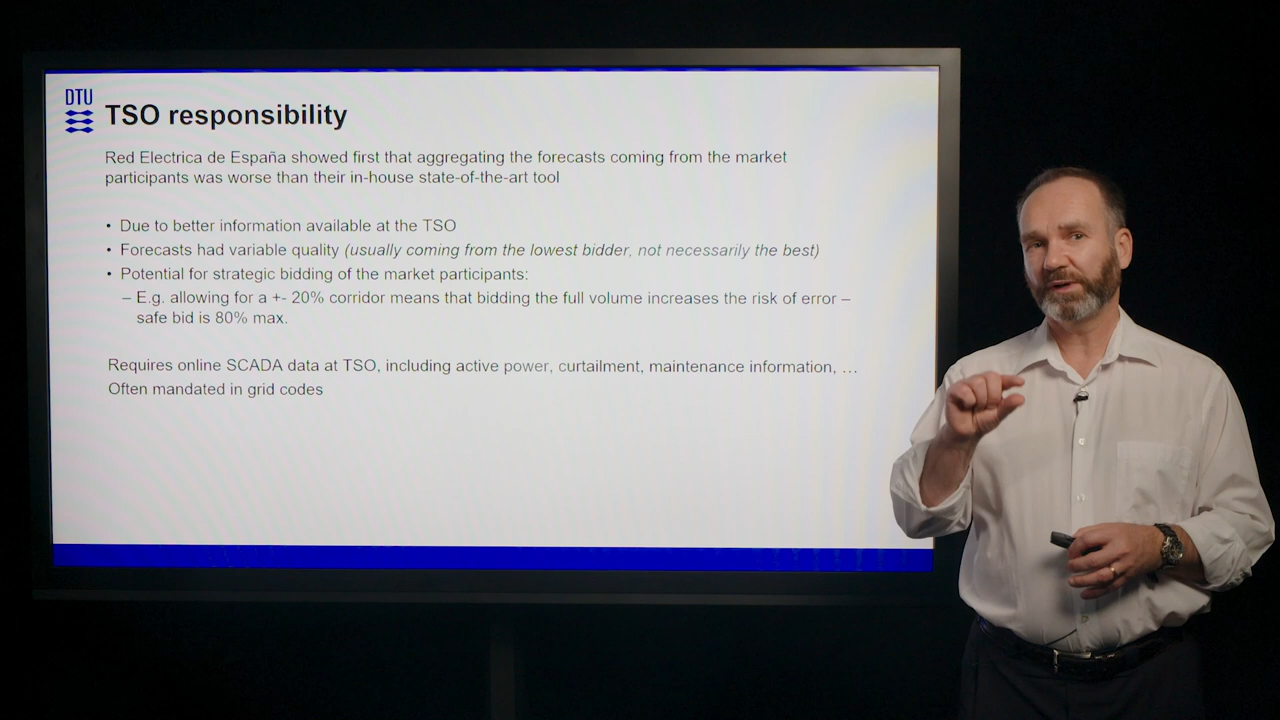 DTU
TSO responsibility
Red Electrica de España showed first that aggregating the forecasts coming from the market
participants was worse than their in-house state-of-the-art tool
• Due to better information available at the TSO
• Forecasts had variable quality (usually coming from the lowest bidder, not necessarily the best)
• Potential for strategic bidding of the market participants:
– E.g. allowing for a +- 20% corridor means that bidding the full volume increases the risk of error –
safe bid is 80% max.
Requires online SCADA data at TSO, including active power, curtailment, maintenance information, …
Often mandated in grid codes